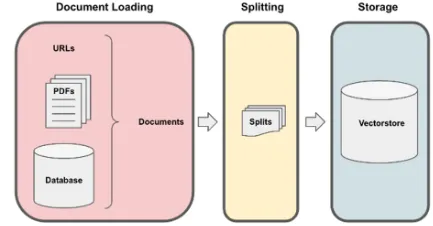 Document Loading
Splitting
Storage
URLs
PDFs
Documents
Database
Splits
Vectorstore